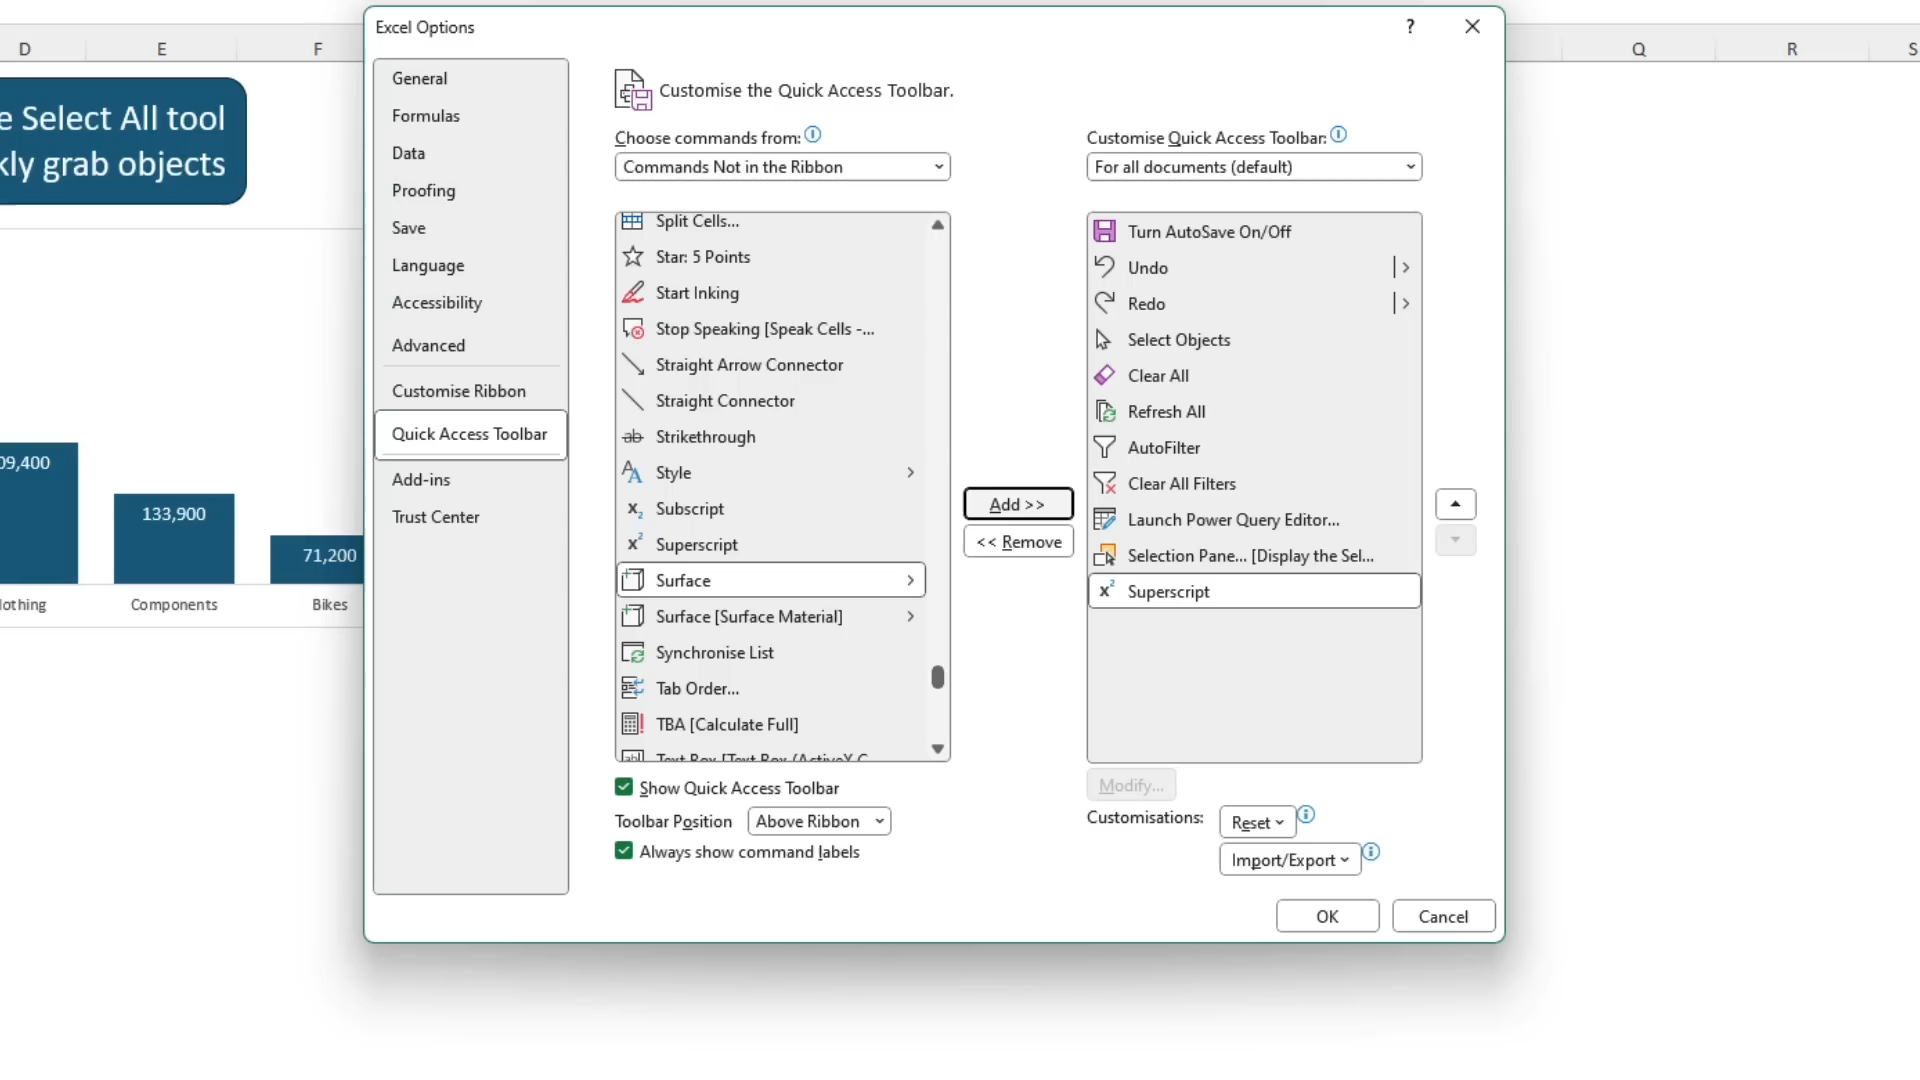 Excel Options
?
D
E
F
Q
R
S
e Select All tool
kly grab objects
General
Formulas
Data
Proofing
Save
Language
Accessibility
Advanced
Customise Ribbon
Quick Access Toolbar
Add-ins
Trust Center
Customise the Quick Access Toolbar.
Choose commands from:
Commands Not in the Ribbon
Split Cells...
Star: 5 Points
Start Inking
Stop Speaking [Speak Cells -...
Straight Arrow Connector
Straight Connector
Strikethrough
Style
Subscript
Superscript
Surface
Surface [Surface Material]
Synchronise List
Tab Order...
TBA [Calculate Full]
Text Box [Text Box (ActiveX C
Show Quick Access Toolbar
Toolbar Position
Above Ribbon
Always show command labels
Add >>
<< Remove
Customise Quick Access Toolbar:
For all documents (default)
Turn AutoSave On/Off
Undo
Redo
Select Objects
Clear All
Refresh All
AutoFilter
Clear All Filters
Launch Power Query Editor...
Selection Pane... [Display the Sel...
Superscript
Modify...
Customisations:
Reset
Import/Export
OK
Cancel
09,400
133,900
71,200
lothing
Components
Bikes